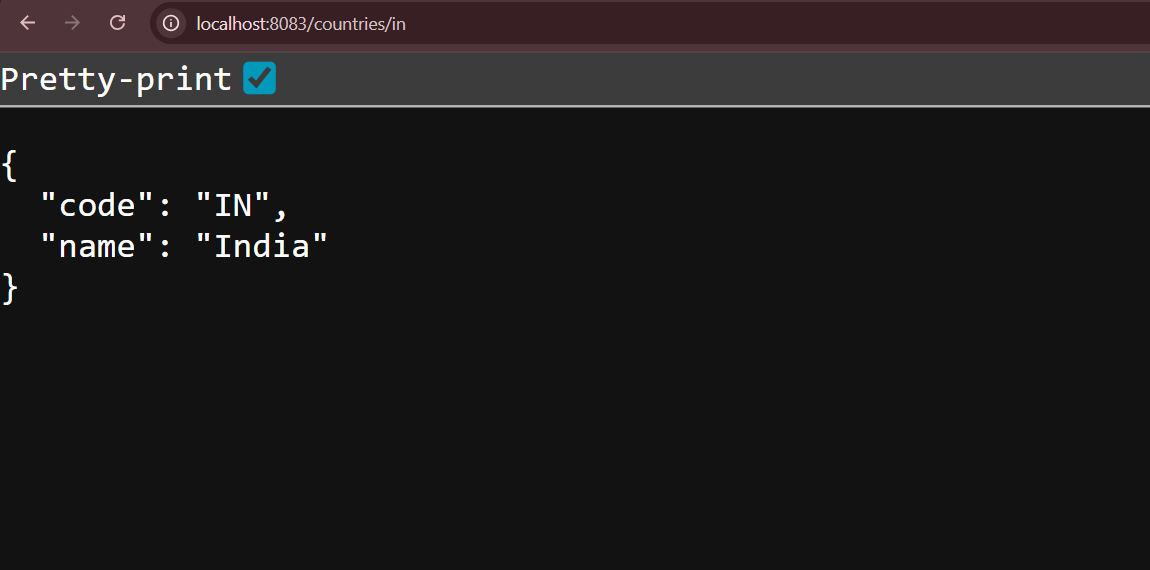 localhost:8083/countries/in
Pretty-print
{
  "code": "IN",
  "name": "India"
}